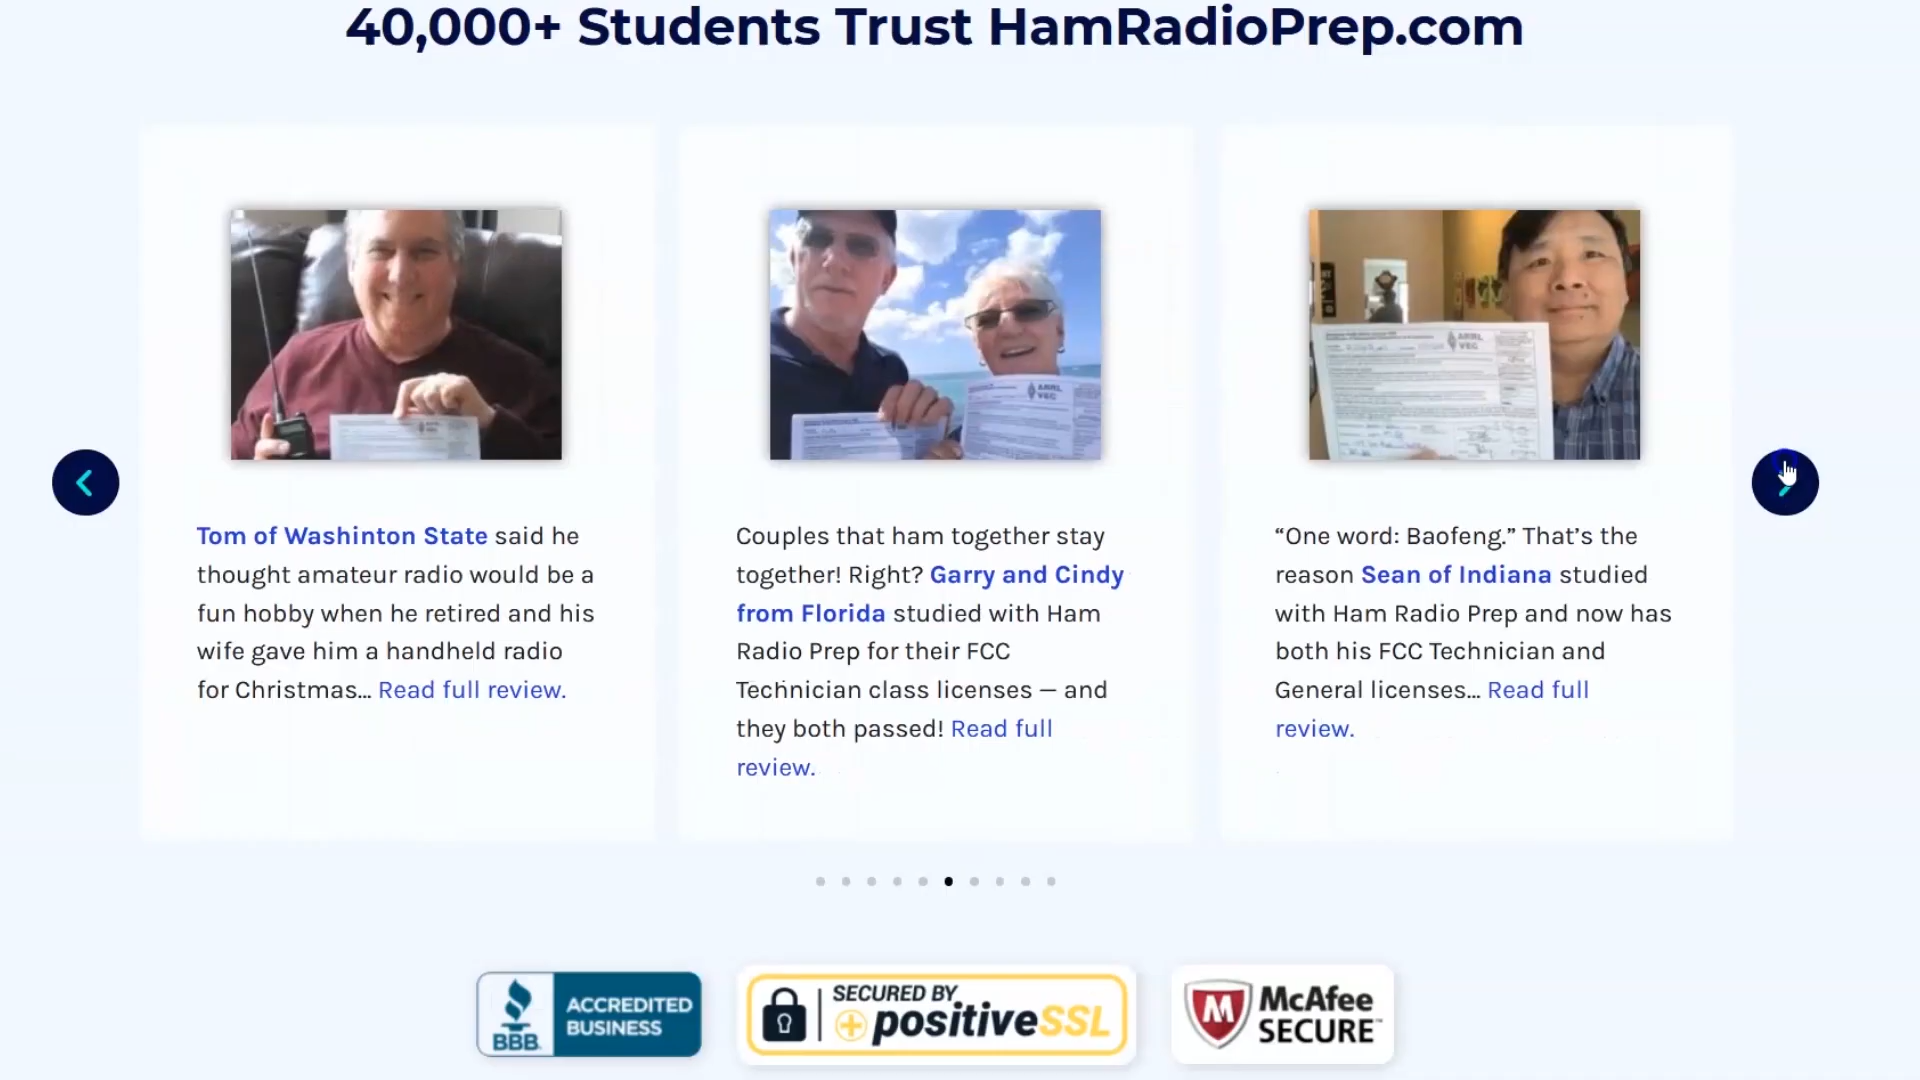 40,000+ Students Trust HamRadioPrep.com
ARRL
VEC
ARRL
VEC
Tom of Washinton State said he
thought amateur radio would be a
fun hobby when he retired and his
wife gave him a handheld radio
for Christmas... Read full review.
Couples that ham together stay
together! Right? Garry and Cindy
from Florida studied with Ham
Radio Prep for their FCC
Technician class licenses — and
they both passed! Read full
review.
“One word: Baofeng.” That’s the
reason Sean of Indiana studied
with Ham Radio Prep and now has
both his FCC Technician and
General licenses... Read full
review.
BBB.
ACCREDITED
BUSINESS
SECURED BY
positiveSSL
McAfee
SECURE™